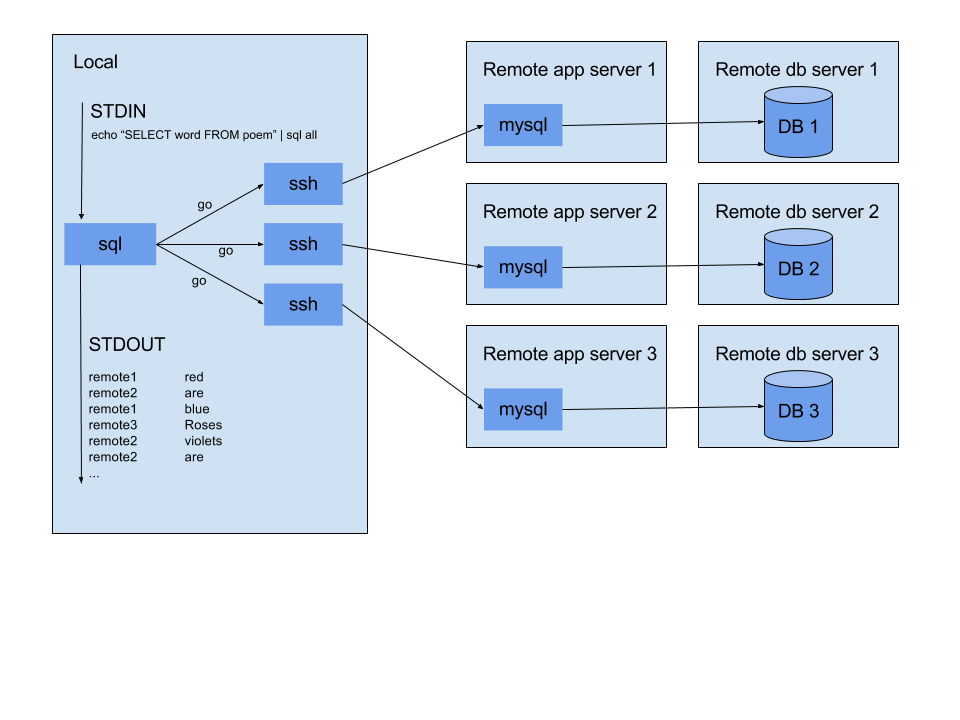 Local
STDIN
echo “SELECT word FROM poem” | sql all
ssh
go
sql
ssh
go
go
ssh
STDOUT
remote1 red
remote2 are
remote1 blue
remote3 Roses
remote2 violets
remote2 are
...
Remote app server 1
mysql
Remote db server 1
DB 1
Remote app server 2
mysql
Remote db server 2
DB 2
Remote app server 3
mysql
Remote db server 3
DB 3